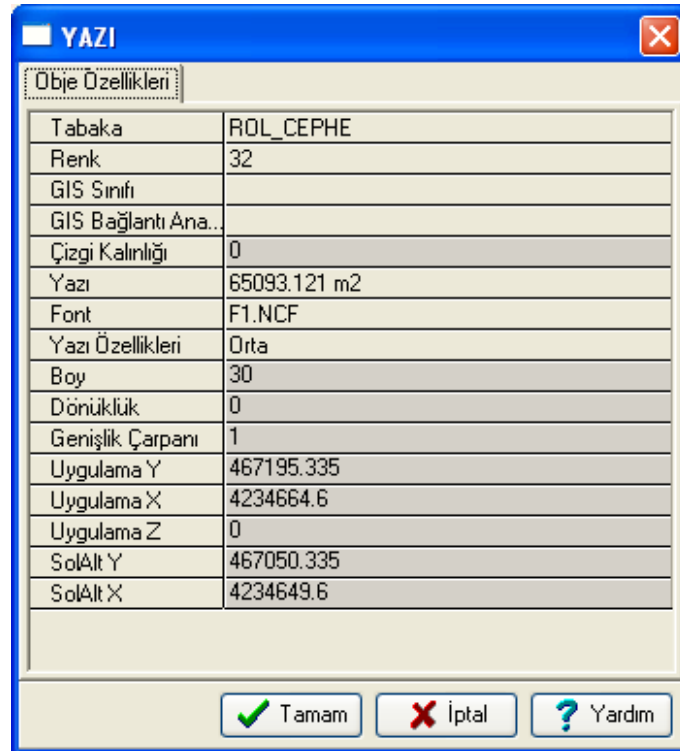 YAZI
Obje Özellikleri
Tabaka ROL_CEPHE
Renk 32
GIS Sınıfı
GIS Bağlantı Ana...
Çizgi Kalınlığı 0
Yazı 65093.121 m2
Font F1.NCF
Yazı Özellikleri Orta
Boy 30
Dönüklük 0
Genişlik Çarpanı 1
Uygulama Y 467195.335
Uygulama X 4234664.6
Uygulama Z 0
SolAlt Y 467050.335
SolAlt X 4234649.6
Tamam İptal ? Yardım